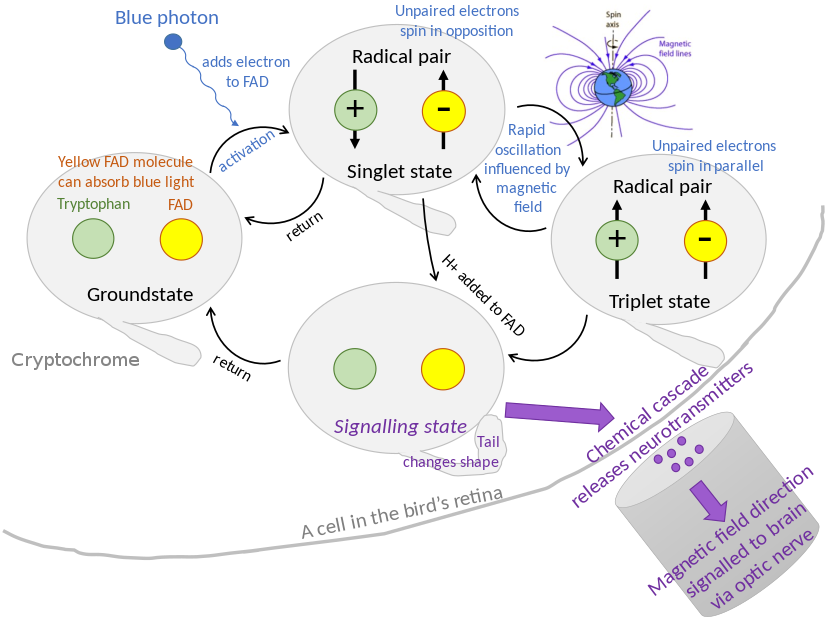 Blue photon
adds electron
to FAD
activation
Unpaired electrons
spin in opposition
Radical pair
+
-
Singlet state
Spin
axis
Magnetic
field lines
Rapid
oscillation
influenced by
magnetic
field
Unpaired electrons
spin in parallel
Radical pair
+
-
Triplet state
Yellow FAD molecule
can absorb blue light
Tryptophan
FAD
Groundstate
Cryptochrome
return
H+ added to FAD
return
Signalling state
Tail
changes shape
Chemical cascade
releases neurotransmitters
Magnetic field direction
signalled to brain
via optic nerve
A cell in the bird's retina